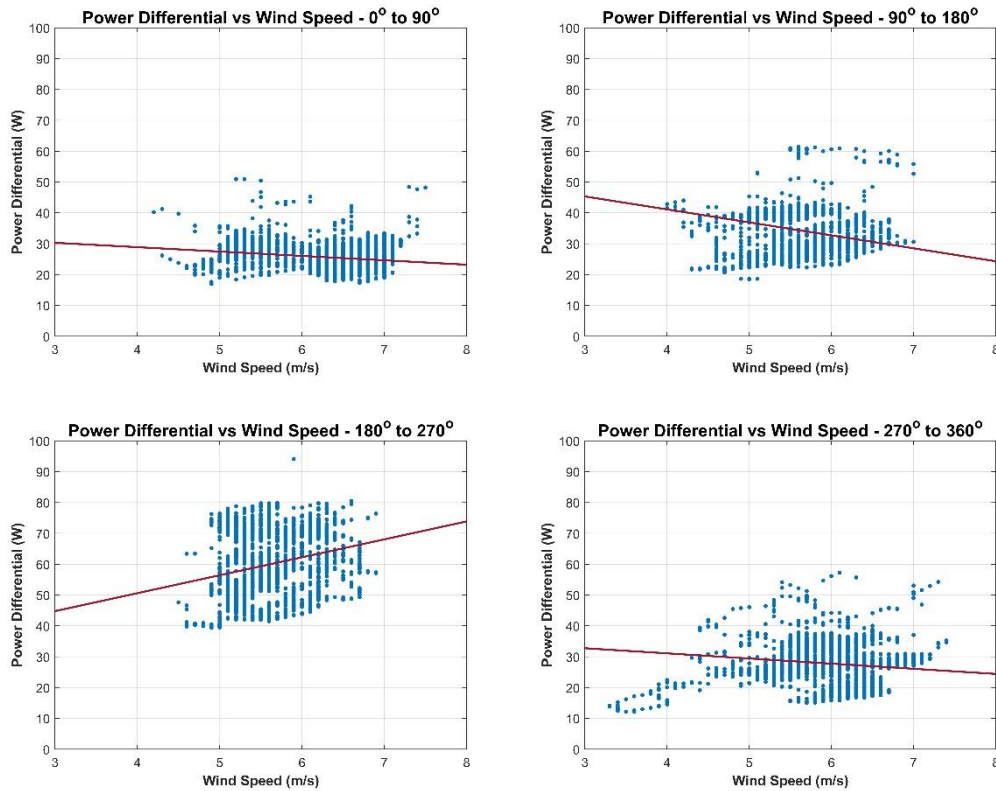 Power Differential vs Wind Speed - 0° to 90°
100
90
80
70
60
50
40
30
20
10
0
Power Differential (W)
3 4 5 6 7 8
Wind Speed (m/s)
Power Differential vs Wind Speed - 90° to 180°
100
90
80
70
60
50
40
30
20
10
0
Power Differential (W)
3 4 5 6 7 8
Wind Speed (m/s)
Power Differential vs Wind Speed - 180° to 270°
100
90
80
70
60
50
40
30
20
10
0
Power Differential (W)
3 4 5 6 7 8
Wind Speed (m/s)
Power Differential vs Wind Speed - 270° to 360°
100
90
80
70
60
50
40
30
20
10
0
Power Differential (W)
3 4 5 6 7 8
Wind Speed (m/s)